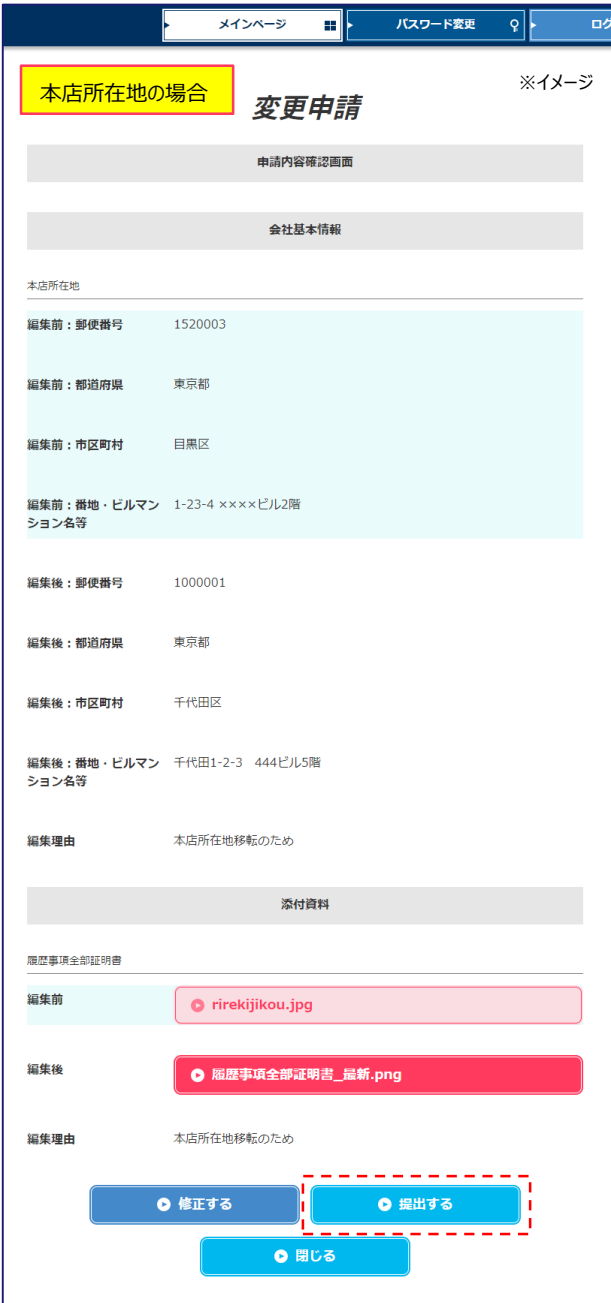 メインページ
パスワード変更
ログ
本店所在地の場合
※イメージ
変更申請
申請内容確認画面
会社基本情報
本店所在地
編集前：郵便番号 1520003
編集前：都道府県 東京都
編集前：市区町村 目黒区
編集前：番地・ビルマン 1-23-4 ××××ビル2階
ション名等
編集後：郵便番号 1000001
編集後：都道府県 東京都
編集後：市区町村 千代田区
編集後：番地・ビルマン 千代田1-2-3　444ビル5階
ション名等
編集理由 本店所在地移転のため
添付資料
履歴事項全部証明書
編集前 rirekijikou.jpg
編集後 履歴事項全部証明書_最新.png
編集理由 本店所在地移転のため
修正する 提出する
閉じる